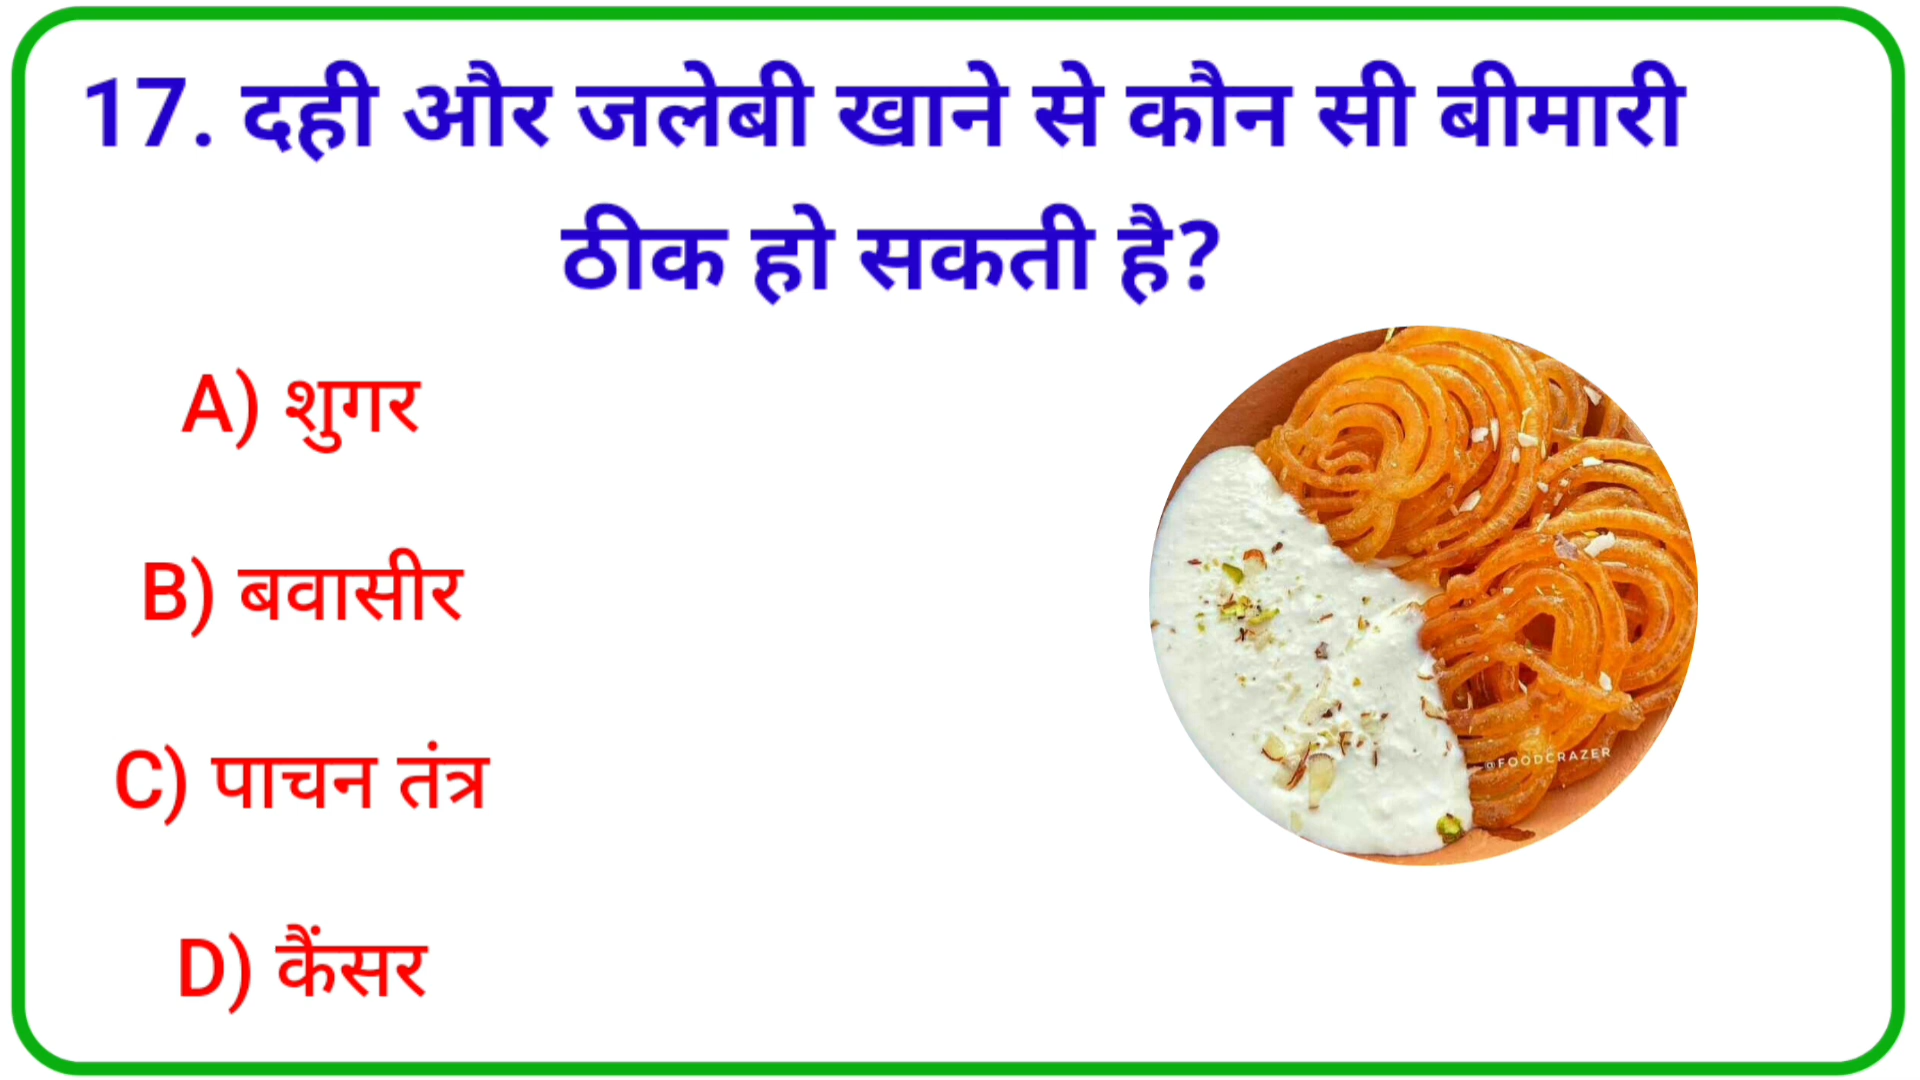 17. दही और जलेबी खाने से कौन सी बीमारी
ठीक हो सकती है?
A) शुगर
B) बवासीर
C) पाचन तंत्र
D) कैंसर
@FOODCRAZER